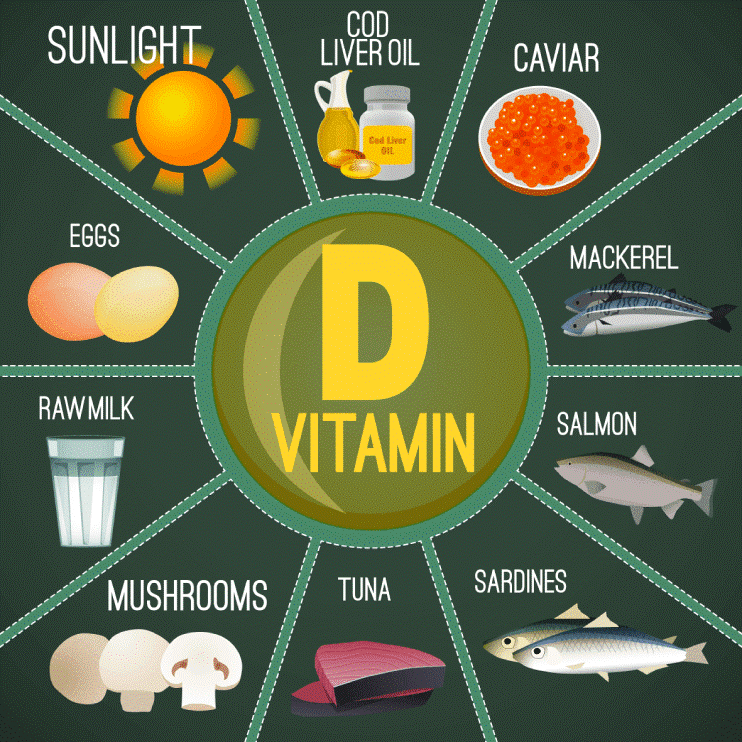 SUNLIGHT
COD
LIVER OIL
Cod Liver
OIL
CAVIAR
EGGS
MACKEREL
D
VITAMIN
RAW MILK
SALMON
MUSHROOMS
TUNA
SARDINES